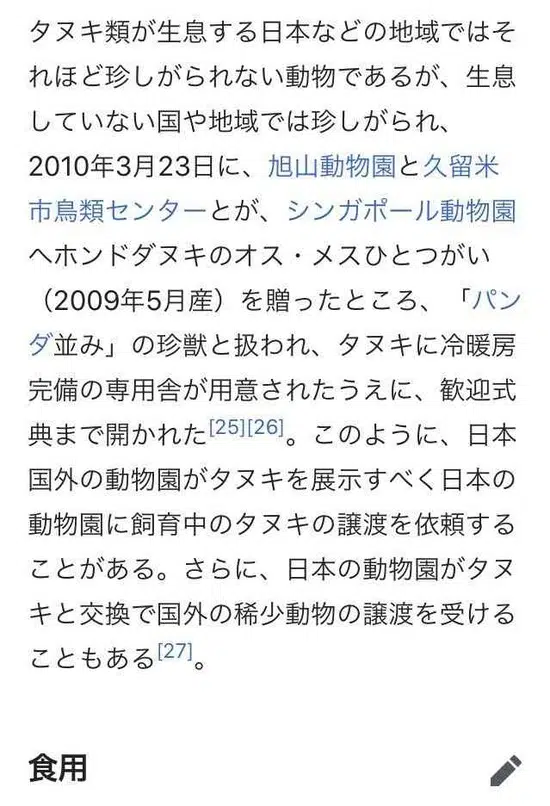 タヌキ類が生息する日本などの地域ではそ
れほど珍しがられない動物であるが、生息
していない国や地域では珍しがられ、
2010年3月23日に、旭山動物園と久留米
市鳥類センターとが、シンガポール動物園
へホンドダヌキのオス・メスひとつがい
（2009年5月産）を贈ったところ、「パン
ダ並み」の珍獣と扱われ、タヌキに冷暖房
完備の専用舎が用意されたうえに、歓迎式
典まで開かれた[25][26]。このように、日本
国外の動物園がタヌキを展示すべく日本の
動物園に飼育中のタヌキの譲渡を依頼する
ことがある。さらに、日本の動物園がタヌ
キと交換で国外の稀少動物の譲渡を受ける
こともある[27]。
食用